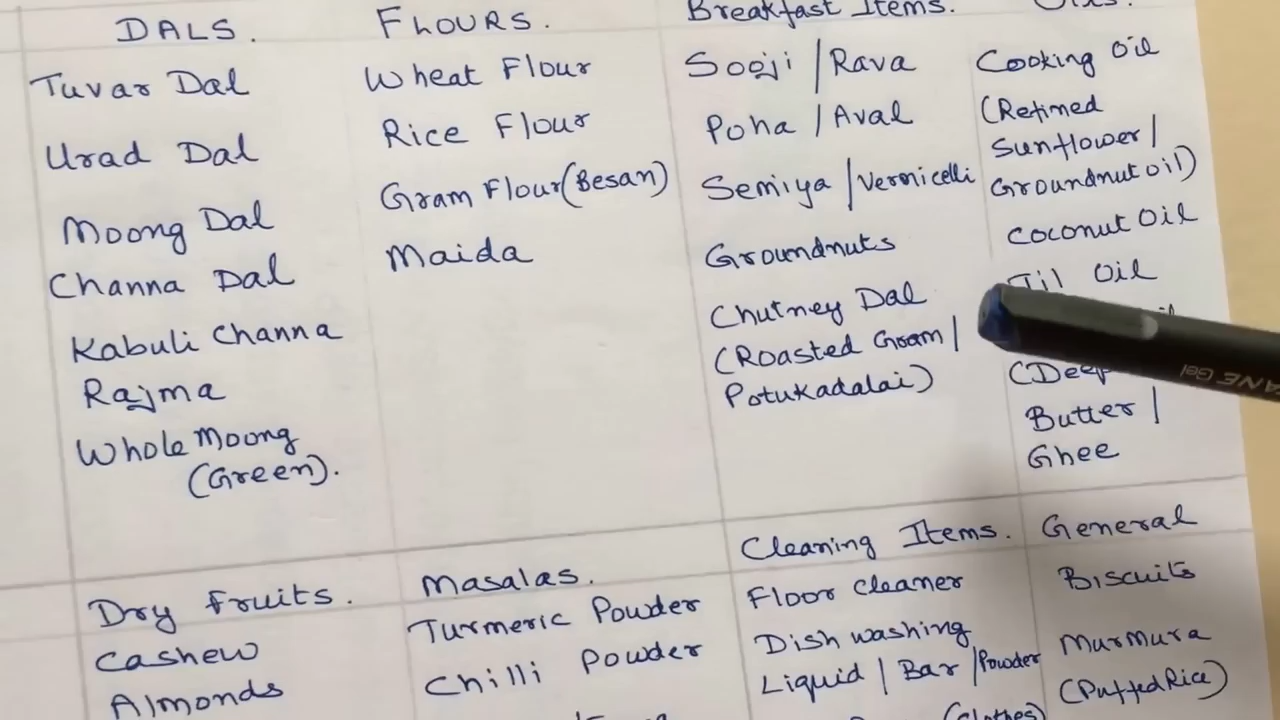 DALS.
Tuvar Dal
Urad Dal
Moong Dal
Channa Dal
Kabuli Channa
Rajma
Whole Moong
(Green).
FLOURS.
Wheat Flour
Rice Flour
Gram Flour (Besan)
Maida
Breakfast Items.
Sooji / Rava
Poha / Aval
Semiya / Vermicelli
Groundnuts
Chutney Dal
(Roasted Gram /
Potukadalai)
Cooking Oil
(Refined
Sunflower /
Groundnut oil)
Coconut Oil
Til Oil
(Deep
Butter /
Ghee
Dry fruits.
Cashew
Almonds
Masalas.
Turmeric Powder
Chilli Powder
Cleaning Items.
Floor cleaner
Dish washing
Liquid / Bar / Powder
(clothes)
General
Biscuits
Murmura
(Puffed Rice)